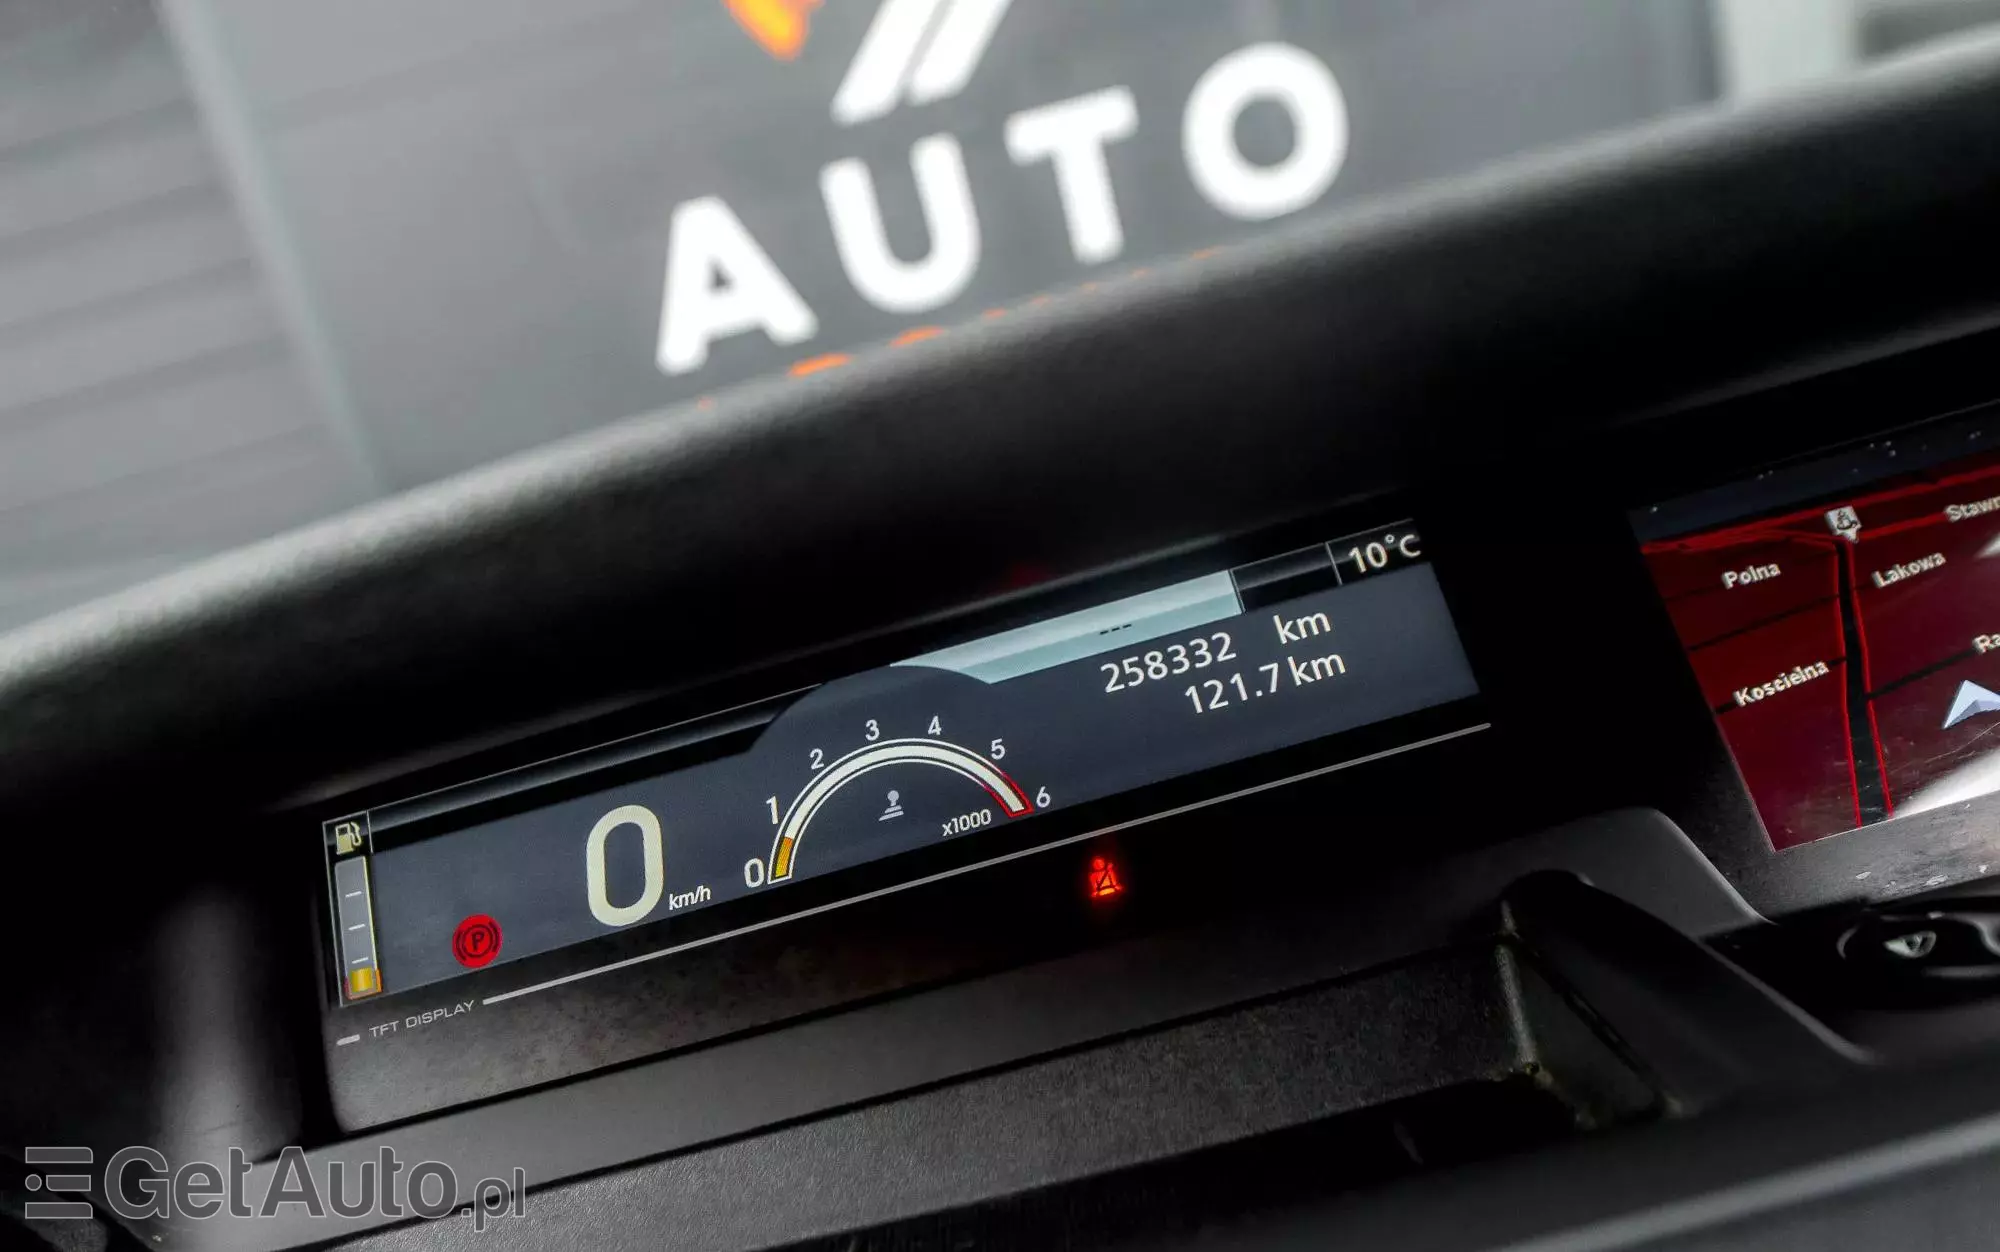 AUTO
10°C
---
258332 km
121.7 km
0 km/h
0 1 2 3 4 5 6
x1000
P
TFT DISPLAY
Polna
Lakowa
Koscielna
GetAuto.pl